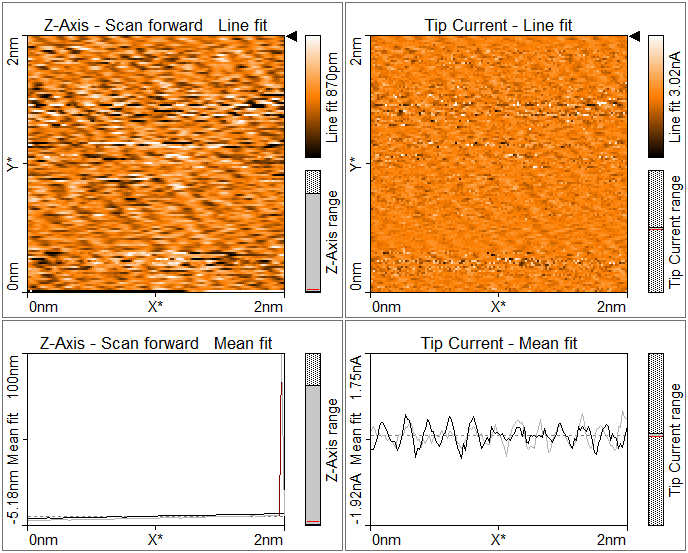 Z-Axis - Scan forward Line fit
2nm
Y*
0nm
0nm X* 2nm
Line fit 870pm
Z-Axis range
Tip Current - Line fit
2nm
Y*
0nm
0nm X* 2nm
Line fit 3.02nA
Tip Current range
Z-Axis - Scan forward Mean fit
-5.18nm Mean fit 100nm
0nm X* 2nm
Z-Axis range
Tip Current - Mean fit
-1.92nA Mean fit 1.75nA
0nm X* 2nm
Tip Current range